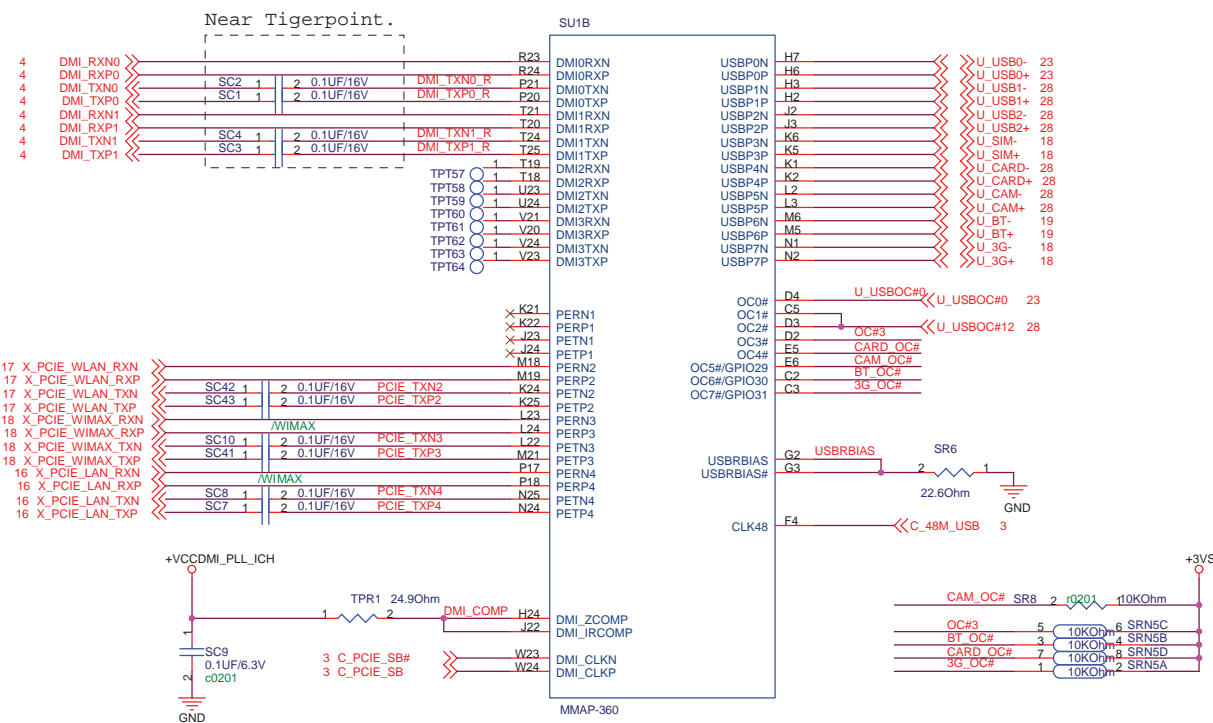 Near Tigerpoint.
SU1B
4 DMI_RXN0 R23 DMI0RXN USBP0N H7 U_USB0- 23
4 DMI_RXP0 R24 DMI0RXP USBP0P H6 U_USB0+ 23
4 DMI_TXN0 SC2 1 2 0.1UF/16V DMI_TXN0_R P21 DMI0TXN USBP1N H3 U_USB1- 28
4 DMI_TXP0 SC1 1 2 0.1UF/16V DMI_TXP0_R P20 DMI0TXP USBP1P H2 U_USB1+ 28
4 DMI_RXN1 T21 DMI1RXN USBP2N J2 U_USB2- 28
4 DMI_RXP1 T20 DMI1RXP USBP2P J3 U_USB2+ 28
4 DMI_TXN1 SC4 1 2 0.1UF/16V DMI_TXN1_R T24 DMI1TXN USBP3N K6 U_SIM- 18
4 DMI_TXP1 SC3 1 2 0.1UF/16V DMI_TXP1_R T25 DMI1TXP USBP3P K5 U_SIM+ 18
TPT57 1 T19 DMI2RXN USBP4N K1 U_CARD- 28
TPT58 1 T18 DMI2RXP USBP4P K2 U_CARD+ 28
TPT59 1 U23 DMI2TXN USBP5N L2 U_CAM- 28
TPT60 1 U24 DMI2TXP USBP5P L3 U_CAM+ 28
TPT61 1 V21 DMI3RXN USBP6N M6 U_BT- 19
TPT62 1 V20 DMI3RXP USBP6P M5 U_BT+ 19
TPT63 1 V24 DMI3TXN USBP7N N1 U_3G- 18
TPT64 1 V23 DMI3TXP USBP7P N2 U_3G+ 18
OC0# D4 U_USBOC#0 U_USBOC#0 23
K21 PERN1 OC1# C5
K22 PERP1 OC2# D3 U_USBOC#12 28
J23 PETN1 OC3# D2 OC#3
J24 PETP1 OC4# E5 CARD_OC#
17 X_PCIE_WLAN_RXN M18 PERN2 OC5#/GPIO29 E6 CAM_OC#
17 X_PCIE_WLAN_RXP M19 PERP2 OC6#/GPIO30 C2 BT_OC#
17 X_PCIE_WLAN_TXN SC42 1 2 0.1UF/16V PCIE_TXN2 K24 PETN2 OC7#/GPIO31 C3 3G_OC#
17 X_PCIE_WLAN_TXP SC43 1 2 0.1UF/16V PCIE_TXP2 K25 PETP2
18 X_PCIE_WIMAX_RXN L23 PERN3
/WIMAX
18 X_PCIE_WIMAX_RXP L24 PERP3
18 X_PCIE_WIMAX_TXN SC10 1 2 0.1UF/16V PCIE_TXN3 L22 PETN3
18 X_PCIE_WIMAX_TXP SC41 1 2 0.1UF/16V PCIE_TXP3 M21 PETP3 USBRBIAS G2 USBRBIAS SR6
16 X_PCIE_LAN_RXN P17 PERN4 USBRBIAS# G3 2 1
/WIMAX
16 X_PCIE_LAN_RXP P18 PERP4
16 X_PCIE_LAN_TXN SC8 1 2 0.1UF/16V PCIE_TXN4 N25 PETN4 22.6Ohm
16 X_PCIE_LAN_TXP SC7 1 2 0.1UF/16V PCIE_TXP4 N24 PETP4 GND
CLK48 F4 C_48M_USB 3
+VCCDMI_PLL_ICH +3VS
TPR1 24.9Ohm CAM_OC# SR8 2 r0201 1 10KOhm
1 2 DMI_COMP H24 DMI_ZCOMP
J22 DMI_IRCOMP OC#3 5 10KOhm 6 SRN5C
1 BT_OC# 3 10KOhm 4 SRN5B
SC9
0.1UF/6.3V 3 C_PCIE_SB# W23 DMI_CLKN CARD_OC# 7 10KOhm 8 SRN5D
c0201 3 C_PCIE_SB W24 DMI_CLKP 3G_OC# 1 10KOhm 2 SRN5A
2
MMAP-360
GND